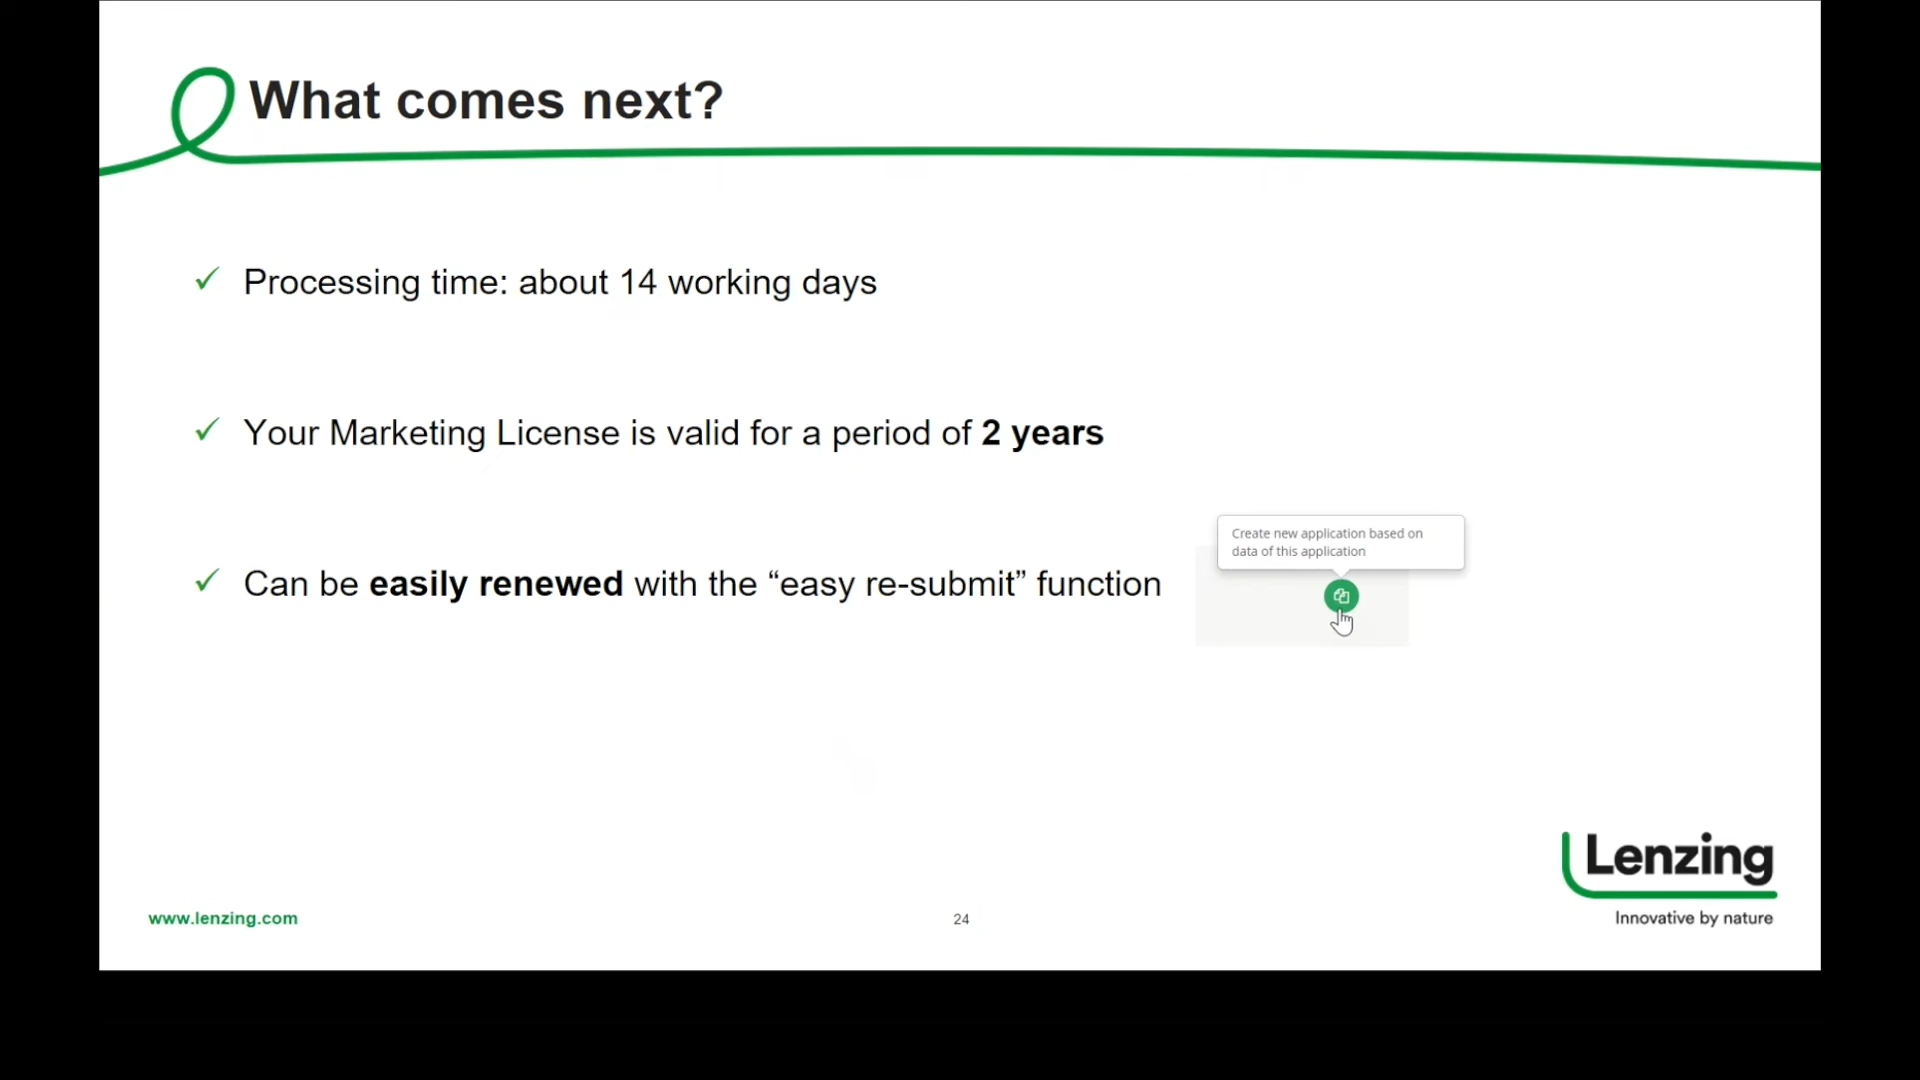 What comes next?
✓ Processing time: about 14 working days
✓ Your Marketing License is valid for a period of 2 years
Create new application based on
data of this application
✓ Can be easily renewed with the “easy re-submit” function
Lenzing
Innovative by nature
www.lenzing.com
24